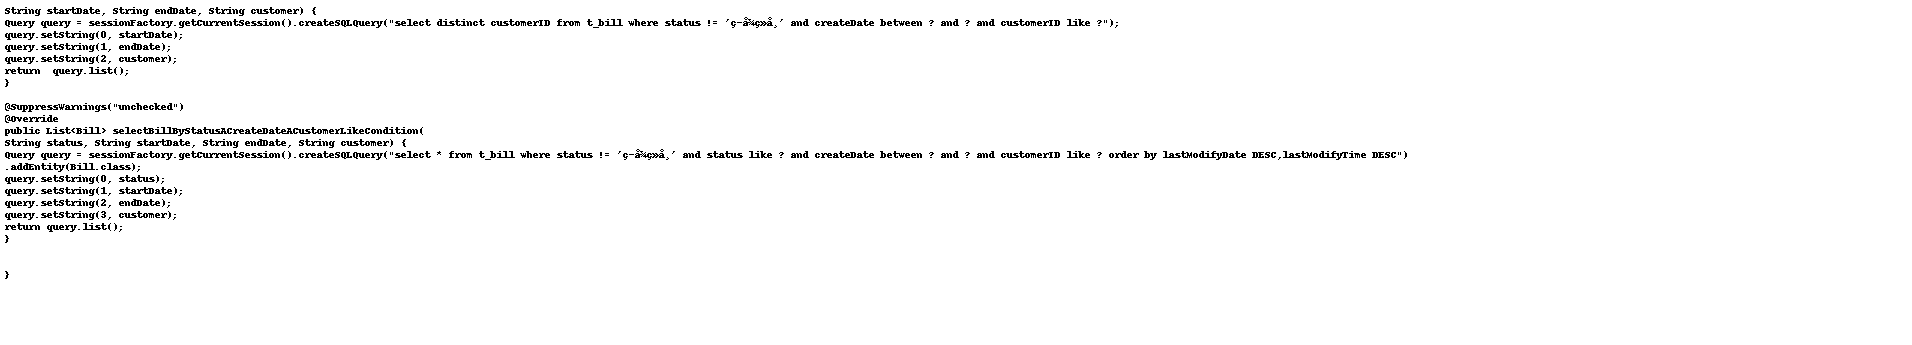 String startDate, String endDate, String customer) {
Query query = sessionFactory.getCurrentSession().createSQLQuery("select distinct customerID from t_bill where status != 'ç­å¾ç»å¸' and createDate between ? and ? and customerID like ?");
query.setString(0, startDate);
query.setString(1, endDate);
query.setString(2, customer);
return  query.list();
}
@SuppressWarnings("unchecked")
@Override
public List<Bill> selectBillByStatusACreateDateACustomerLikeCondition(
String status, String startDate, String endDate, String customer) {
Query query = sessionFactory.getCurrentSession().createSQLQuery("select * from t_bill where status != 'ç­å¾ç»å¸' and status like ? and createDate between ? and ? and customerID like ? order by lastModifyDate DESC,lastModifyTime DESC")
.addEntity(Bill.class);
query.setString(0, status);
query.setString(1, startDate);
query.setString(2, endDate);
query.setString(3, customer);
return query.list();
}
}